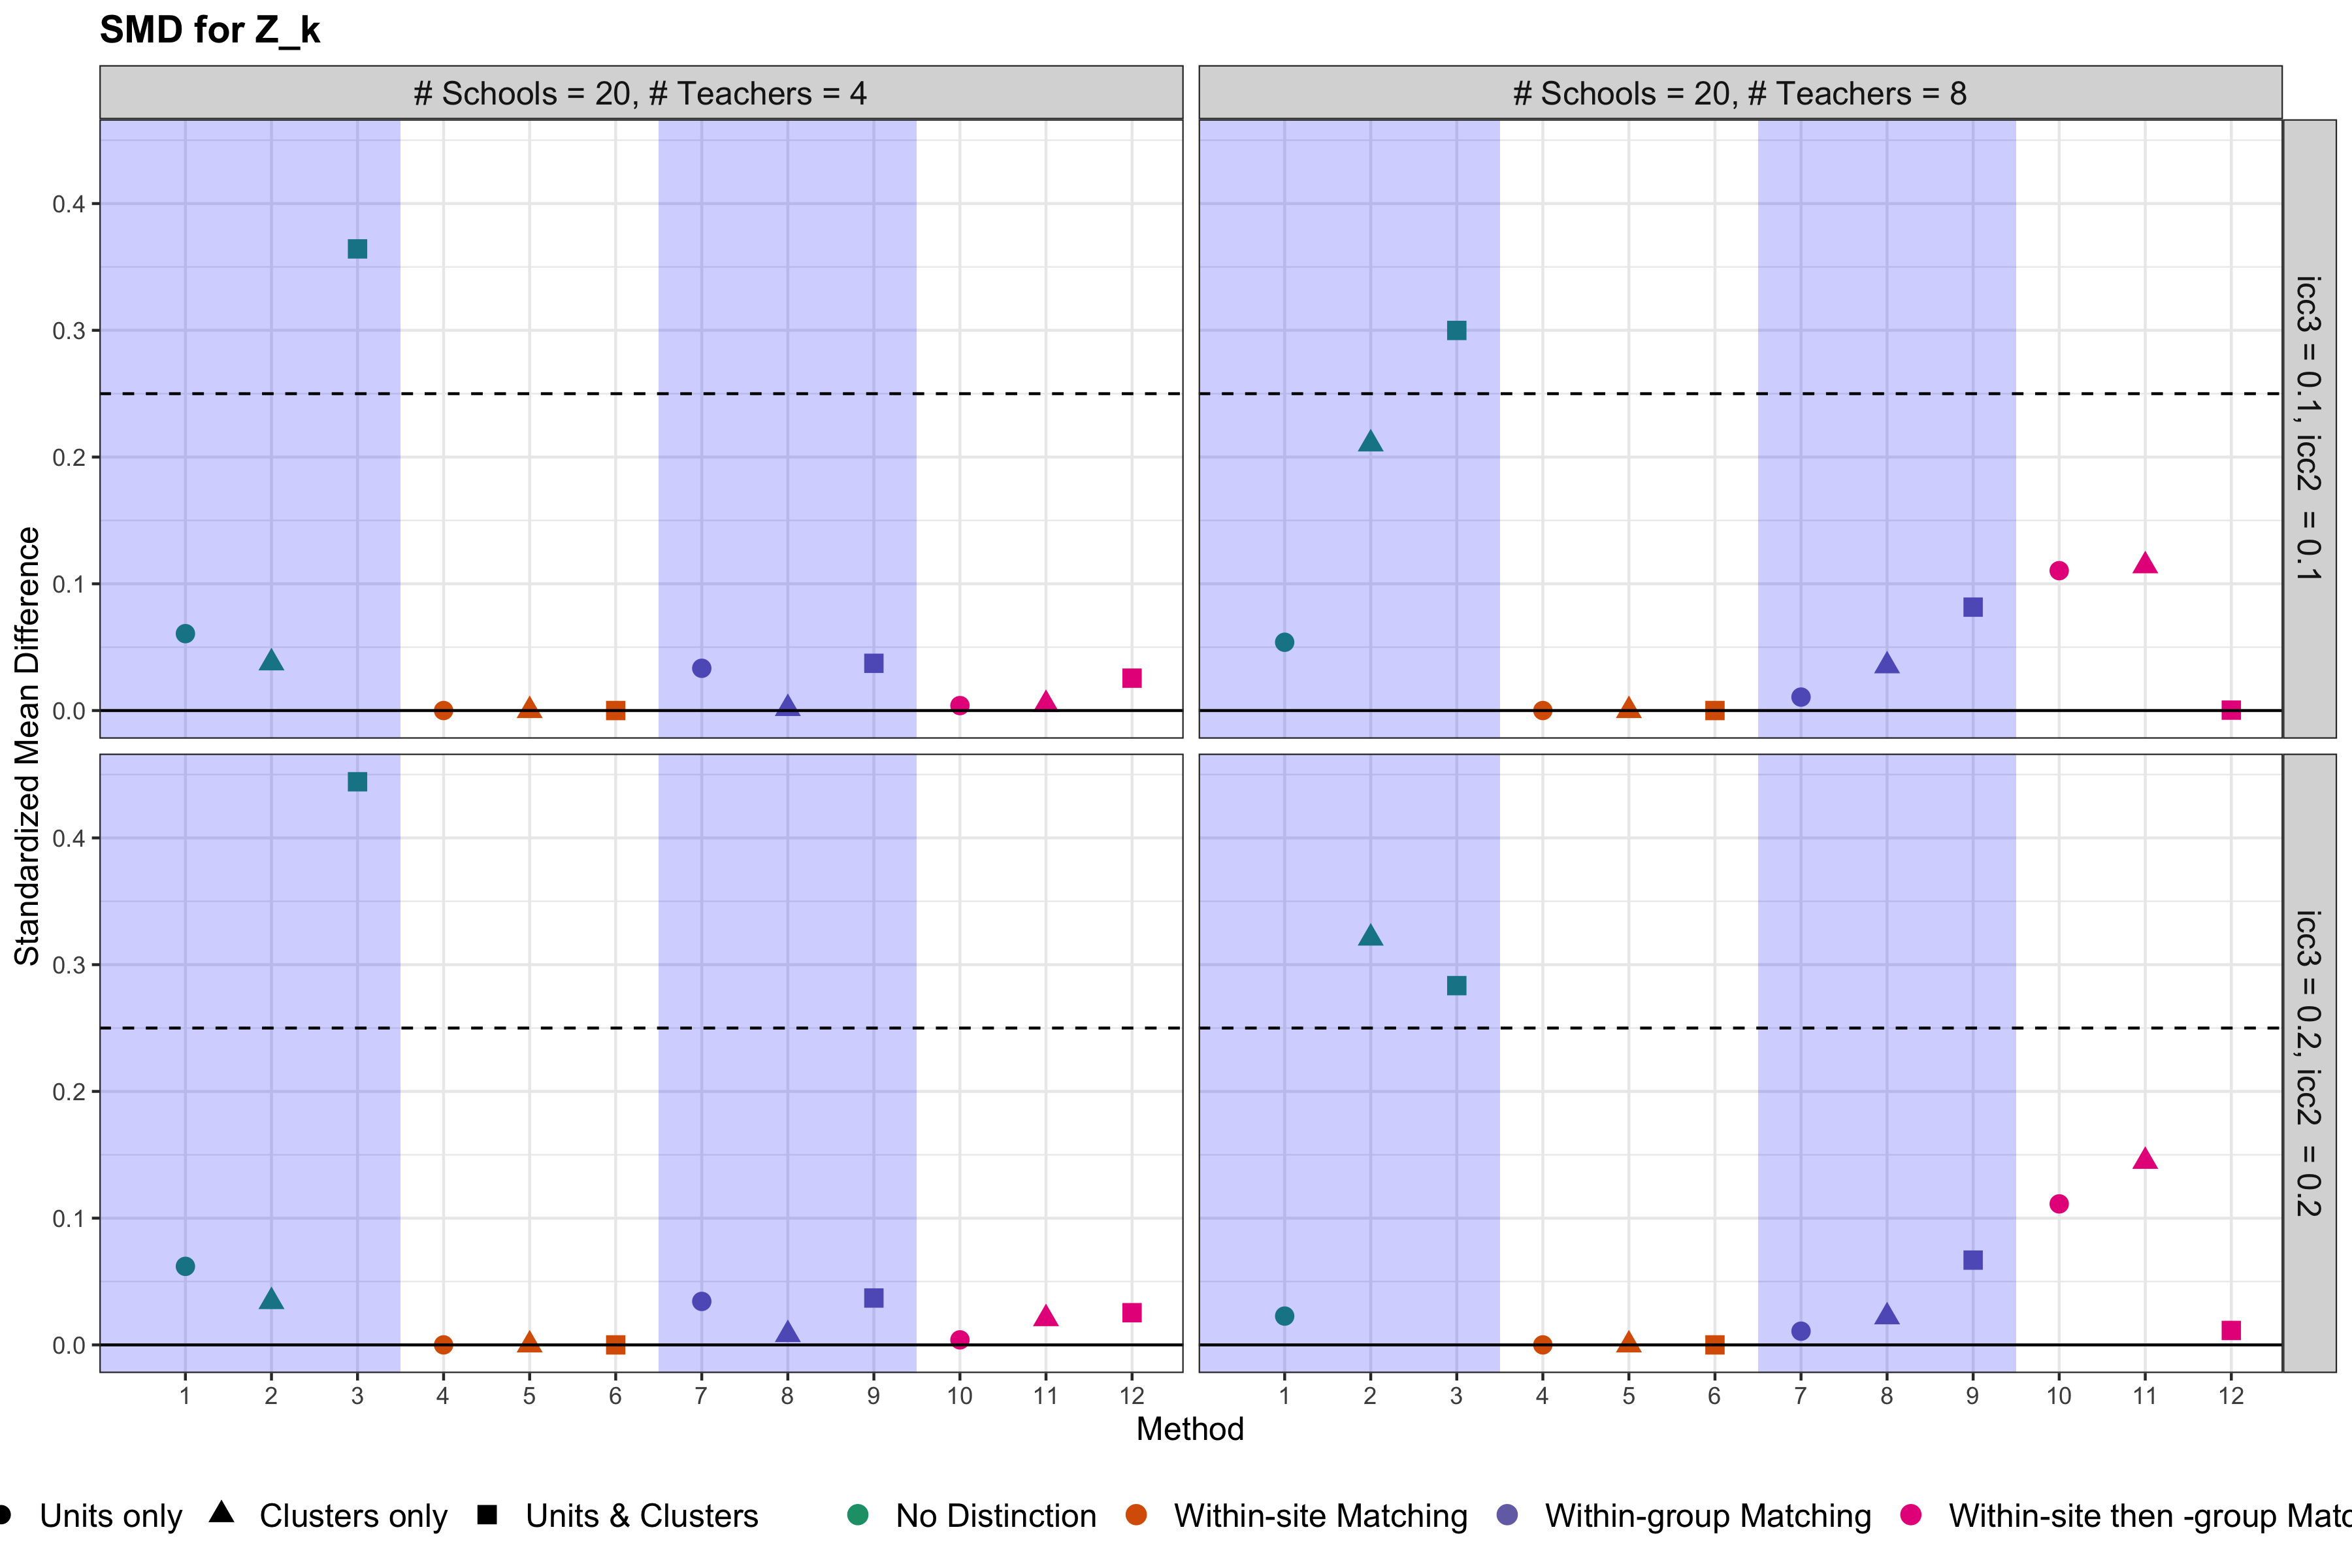 SMD for Z_k
# Schools = 20, # Teachers = 4
# Schools = 20, # Teachers = 8
Standardized Mean Difference
0.4
0.3
0.2
0.1
0.0
icc3 = 0.1, icc2 = 0.1
0.4
0.3
0.2
0.1
0.0
icc3 = 0.2, icc2 = 0.2
1 2 3 4 5 6 7 8 9 10 11 12
1 2 3 4 5 6 7 8 9 10 11 12
Method
Units only Clusters only Units & Clusters No Distinction Within-site Matching Within-group Matching Within-site then -group Matc